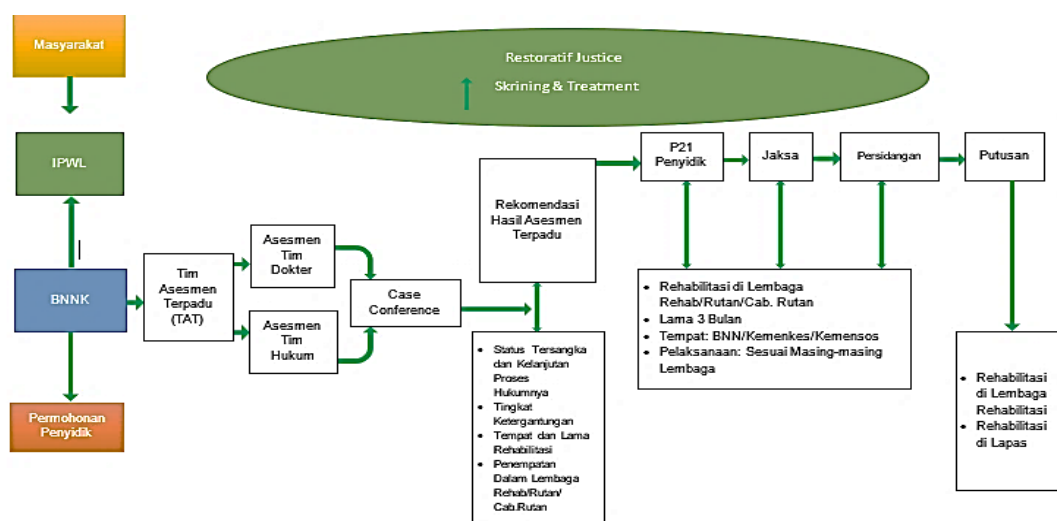 Masyarakat
IPWL
BNNK
Permohonan
Penyidik
Restoratif Justice
Skrining & Treatment
Tim
Asesmen
Terpadu
(TAT)
Asesmen
Tim
Dokter
Asesmen
Tim
Hukum
Case
Conference
Rekomendasi
Hasil Asesmen
Terpadu
• Status Tersangka
dan Kelanjutan
Proses
Hukumnya
• Tingkat
Ketergantungan
• Tempat dan Lama
Rehabilitasi
• Penempatan
Dalam Lembaga
Rehab/Rutan/
Cab.Rutan
P21
Penyidik
Jaksa
Persidangan
Putusan
• Rehabilitasi di Lembaga
Rehab/Rutan/Cab. Rutan
• Lama 3 Bulan
• Tempat: BNN/Kemenkes/Kemensos
• Pelaksanaan: Sesuai Masing-masing
Lembaga
• Rehabilitasi
di Lembaga
Rehabilitasi
• Rehabilitasi
di Lapas